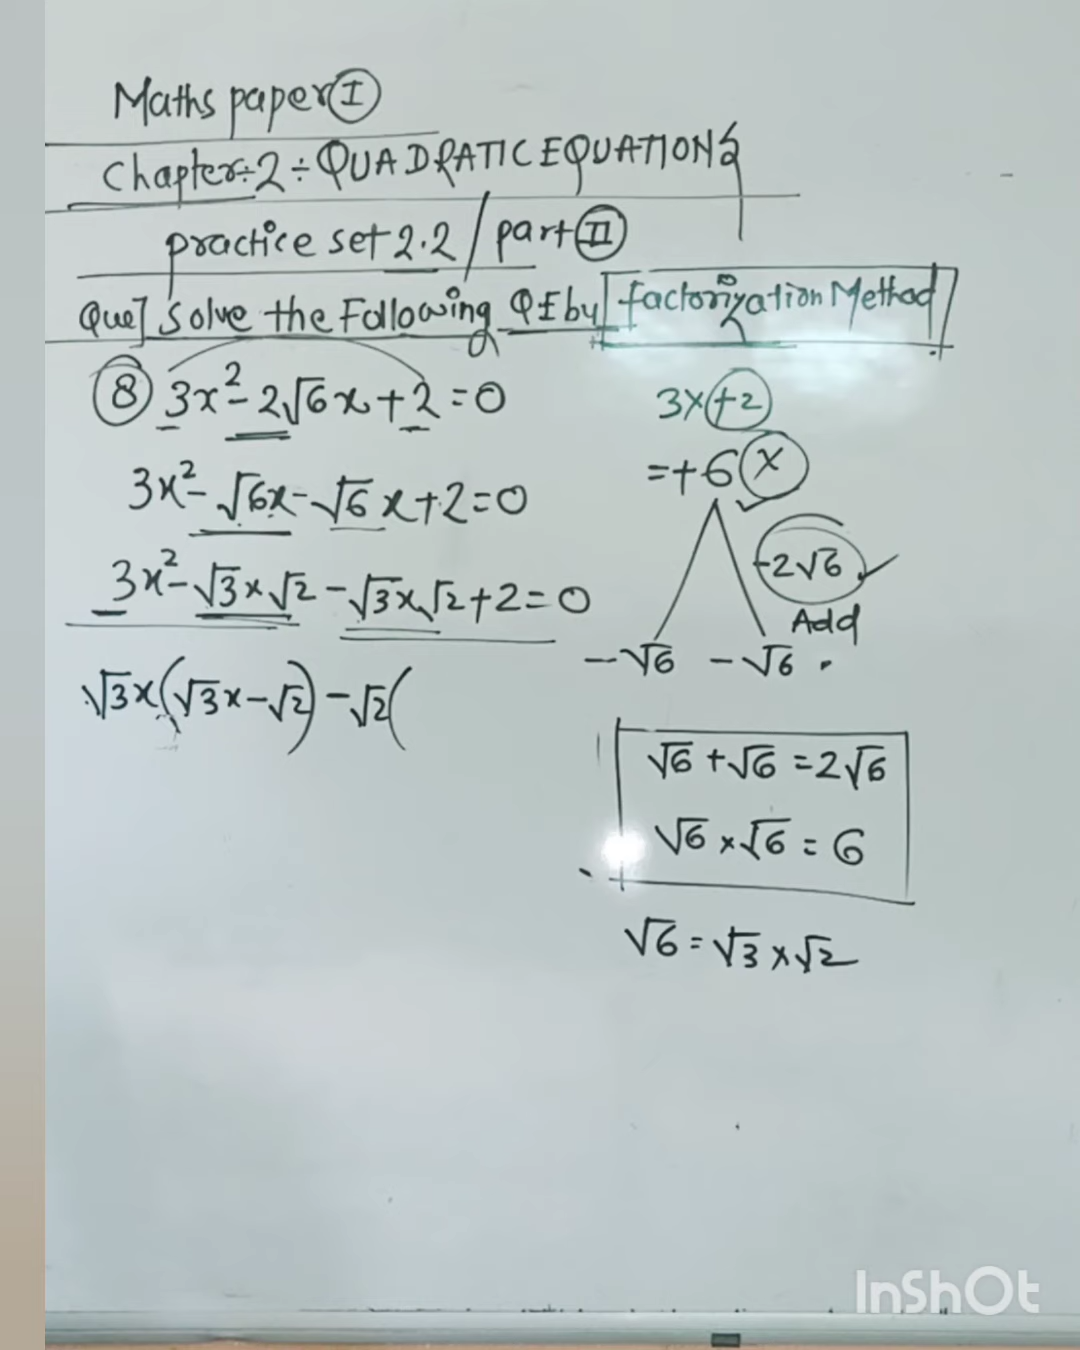 Maths paper I
Chapter÷2÷QUADRATIC EQUATIONS
practice set 2.2 / part II
Que] Solve the Following QE by factorization Method
8 3x²-2√6x+2=0
3x²-√6x-√6x+2=0
3x²-√3x√2-√3x√2+2=0
√3x(√3x-√2)-√2(
3×+2
=+6 ×
-2√6
Add
-√6 -√6
√6+√6=2√6
√6×√6=6
√6=√3×√2
InShOt